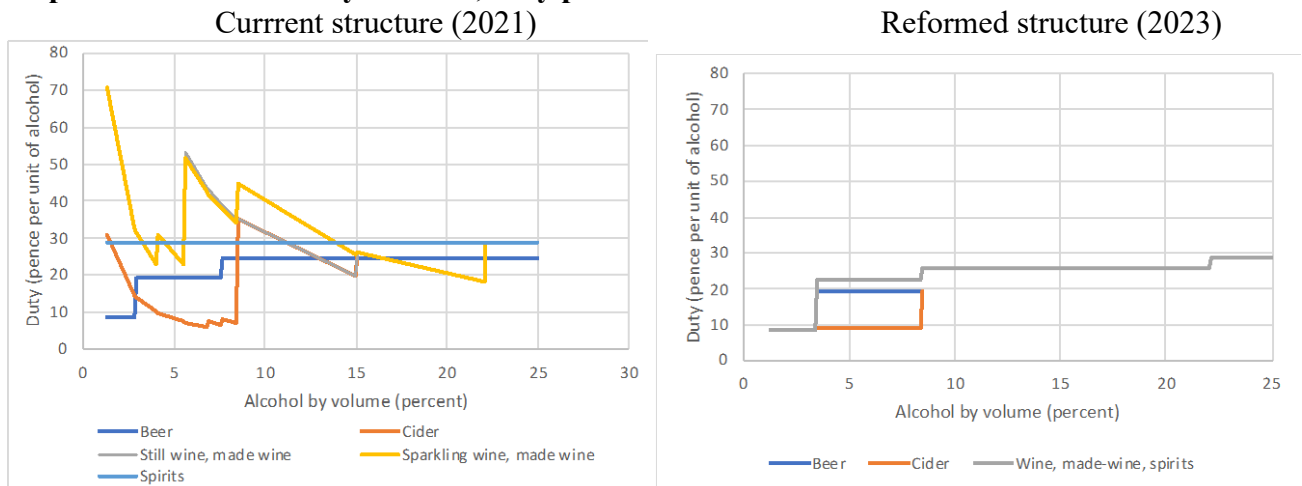 Currrent structure (2021)
80
70
60
50
40
30
20
10
0
Duty (pence per unit of alcohol)
0 5 10 15 20 25 30
Alcohol by volume (percent)
Beer Cider
Still wine, made wine Sparkling wine, made wine
Spirits
Reformed structure (2023)
80
70
60
50
40
30
20
10
0
Duty (pence per unit of alcohol)
0 5 10 15 20 25
Alcohol by volume (percent)
Beer Cider Wine, made-wine, spirits